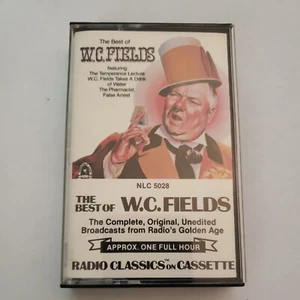 The Best of
W.C. FIELDS
featuring
The Temperance Lecture
W.C. Fields Takes A Drink
of Water
The Pharmacist
False Arrest
NLC 5028
THE
BEST OF W.C. FIELDS
The Complete, Original, Unedited
Broadcasts from Radio's Golden Age
APPROX. ONE FULL HOUR
RADIO CLASSICS™ ON CASSETTE